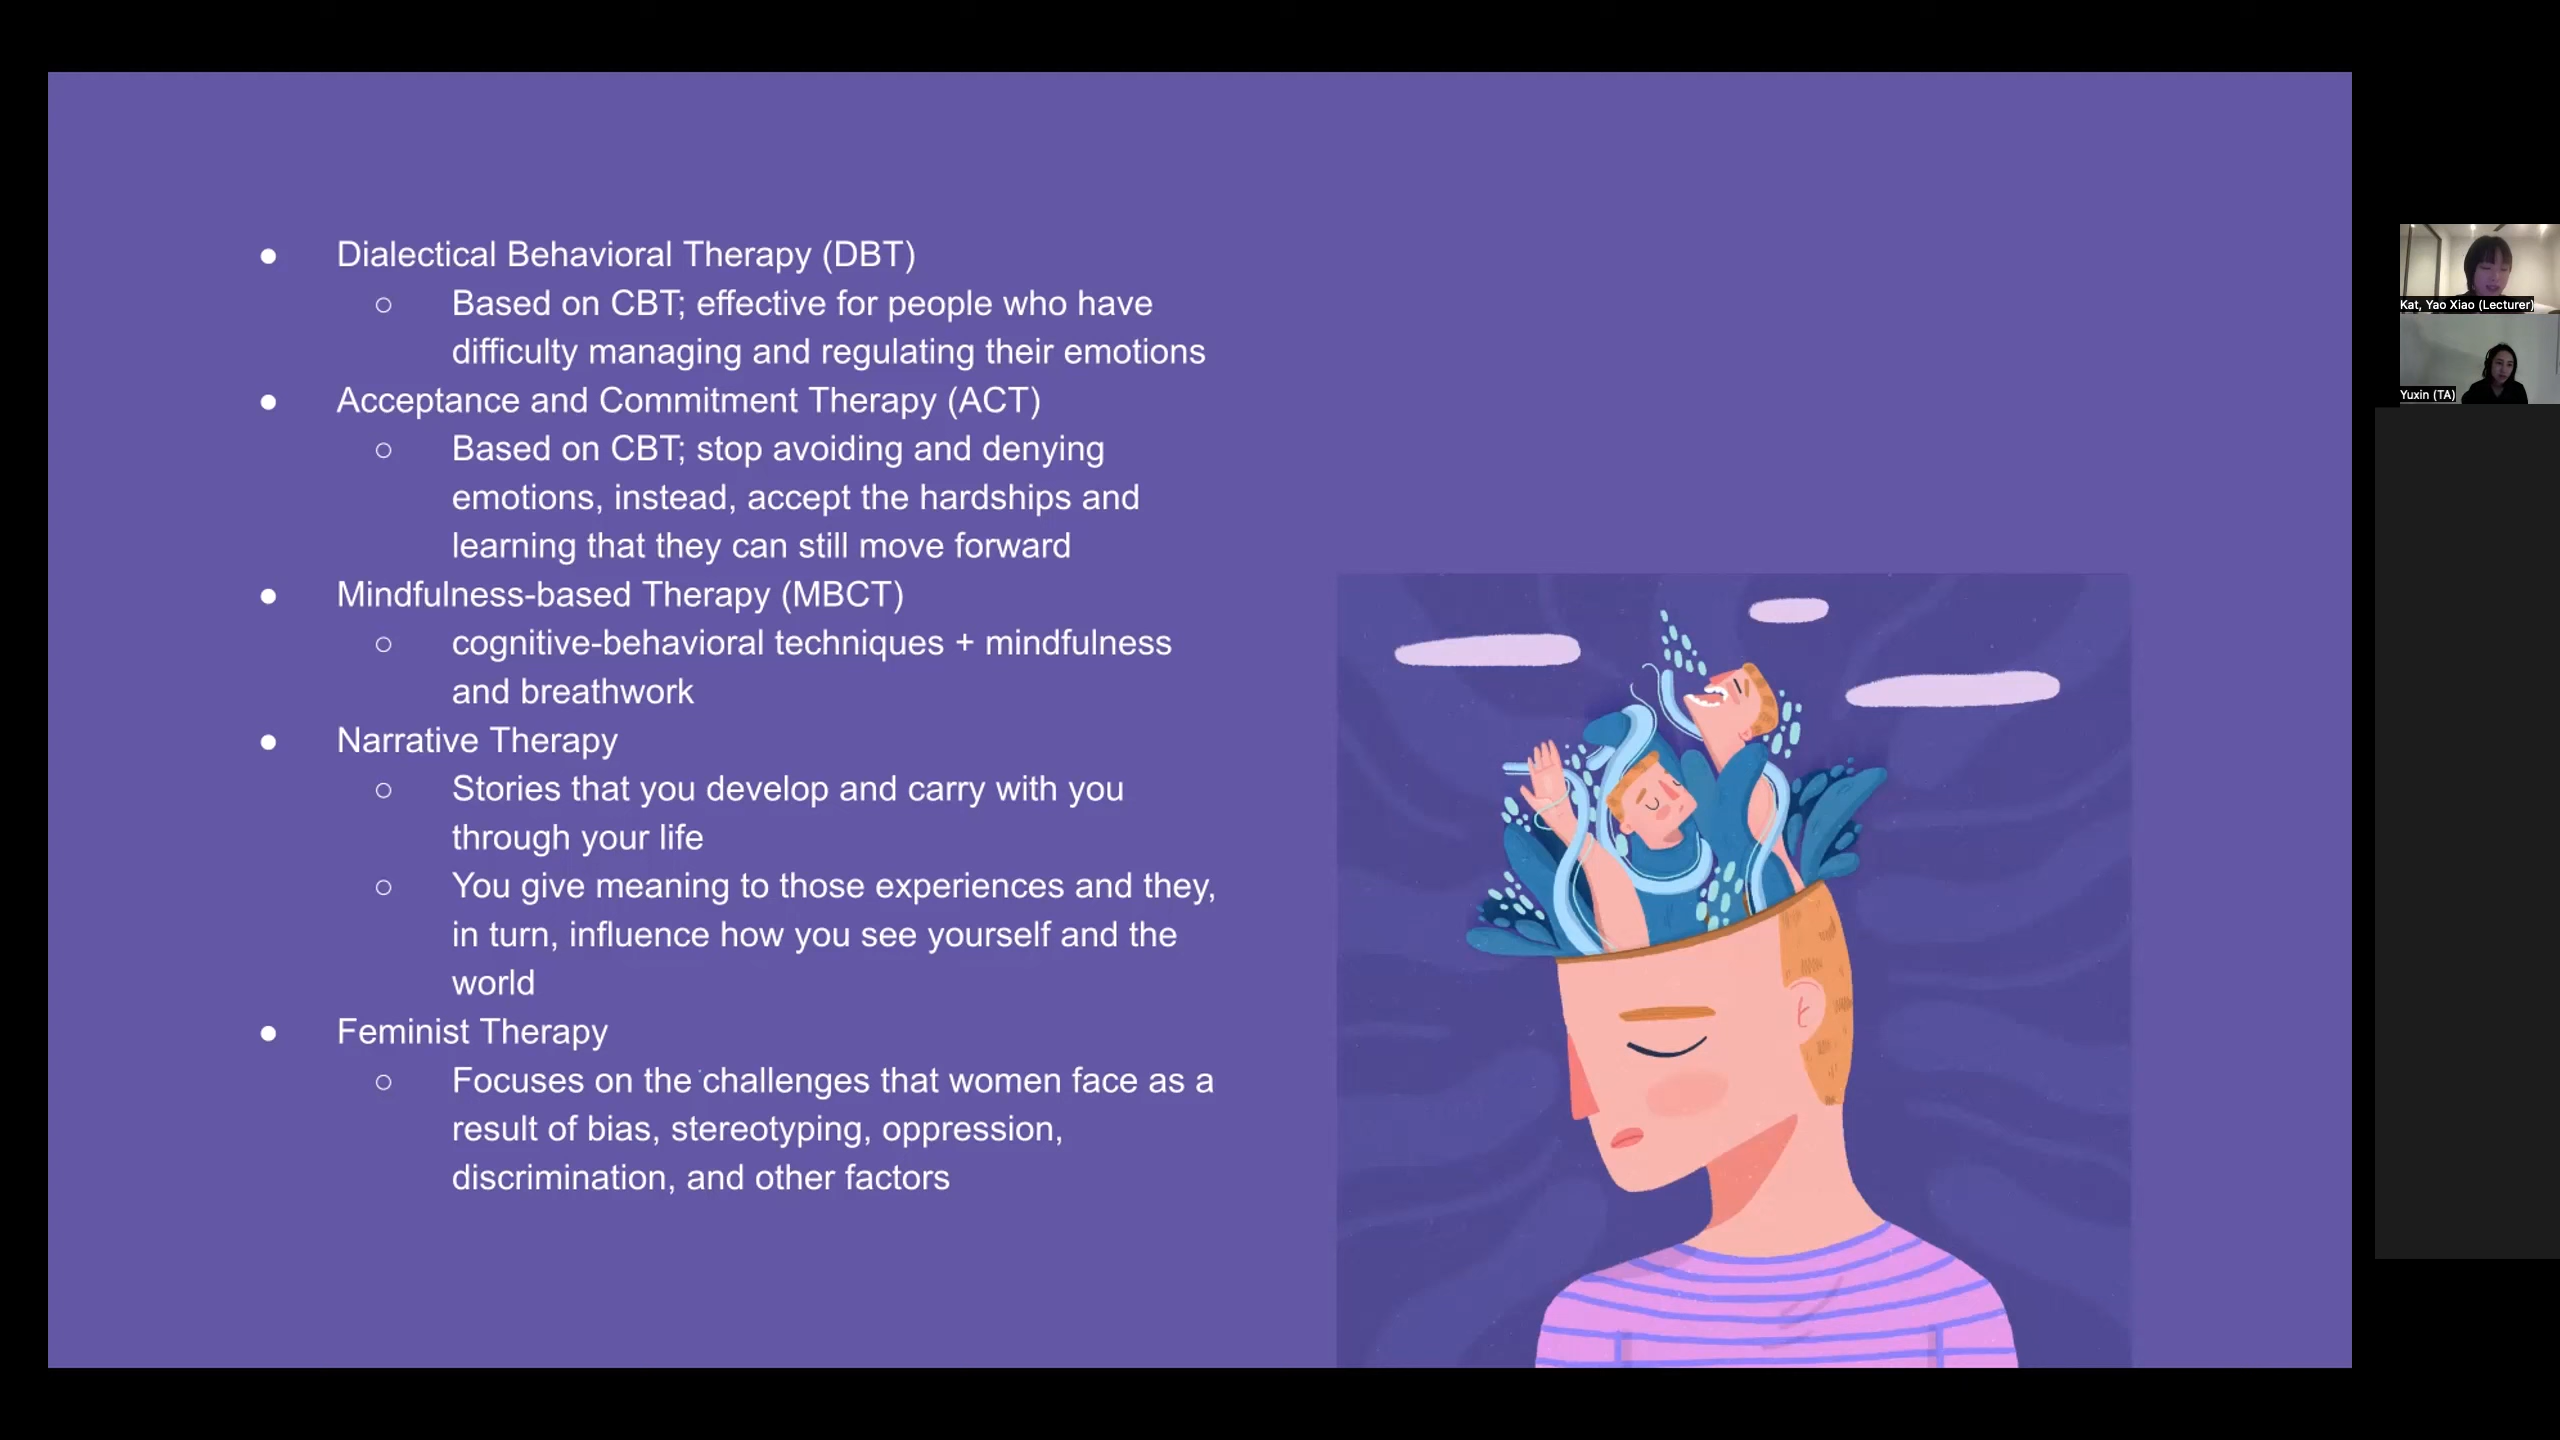 ● Dialectical Behavioral Therapy (DBT)
○ Based on CBT; effective for people who have
difficulty managing and regulating their emotions
● Acceptance and Commitment Therapy (ACT)
○ Based on CBT; stop avoiding and denying
emotions, instead, accept the hardships and
learning that they can still move forward
● Mindfulness-based Therapy (MBCT)
○ cognitive-behavioral techniques + mindfulness
and breathwork
● Narrative Therapy
○ Stories that you develop and carry with you
through your life
○ You give meaning to those experiences and they,
in turn, influence how you see yourself and the
world
● Feminist Therapy
○ Focuses on the challenges that women face as a
result of bias, stereotyping, oppression,
discrimination, and other factors
Kat, Yao Xiao (Lecturer)
Yuxin (TA)